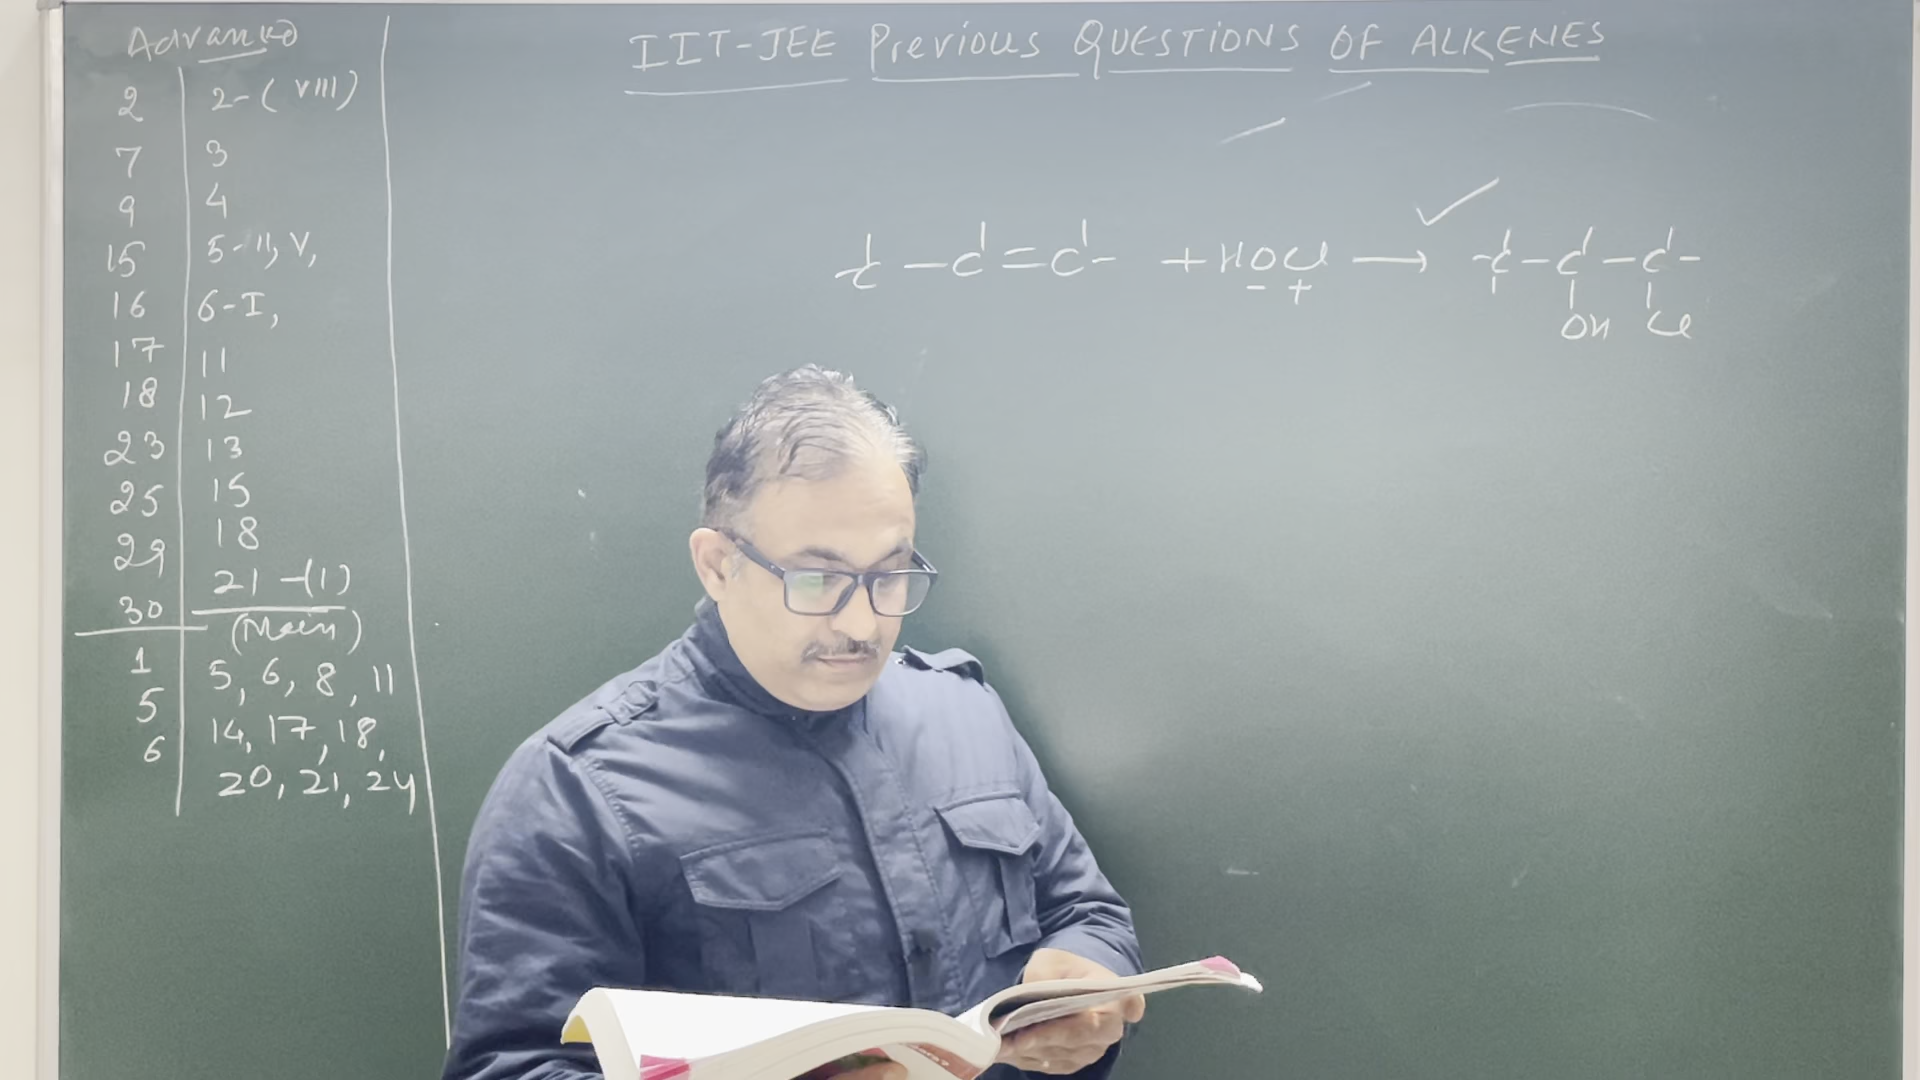 Advanced
IIT-JEE Previous QUESTIONS OF ALKENES
2 2-(VIII)
7 3
9 4
15 5-II, V,
16 6-I,
17 11
18 12
23 13
25 15
29 18
30 21-(1)
(Main)
1 5, 6, 8, 11
5 14, 17, 18,
6 20, 21, 24
-C-C=C- + HOCl → -C-C-C-
- +
OH Cl